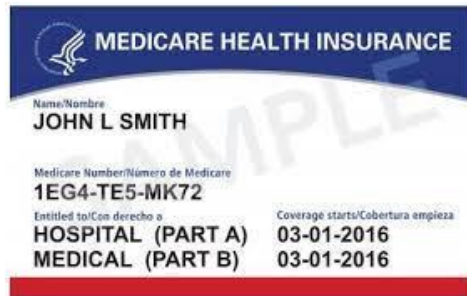 MEDICARE HEALTH INSURANCE
Name/Nombre
JOHN L SMITH
SAMPLE
Medicare Number/Número de Medicare
1EG4-TE5-MK72
Entitled to/Con derecho a Coverage starts/Cobertura empieza
HOSPITAL (PART A) 03-01-2016
MEDICAL (PART B) 03-01-2016